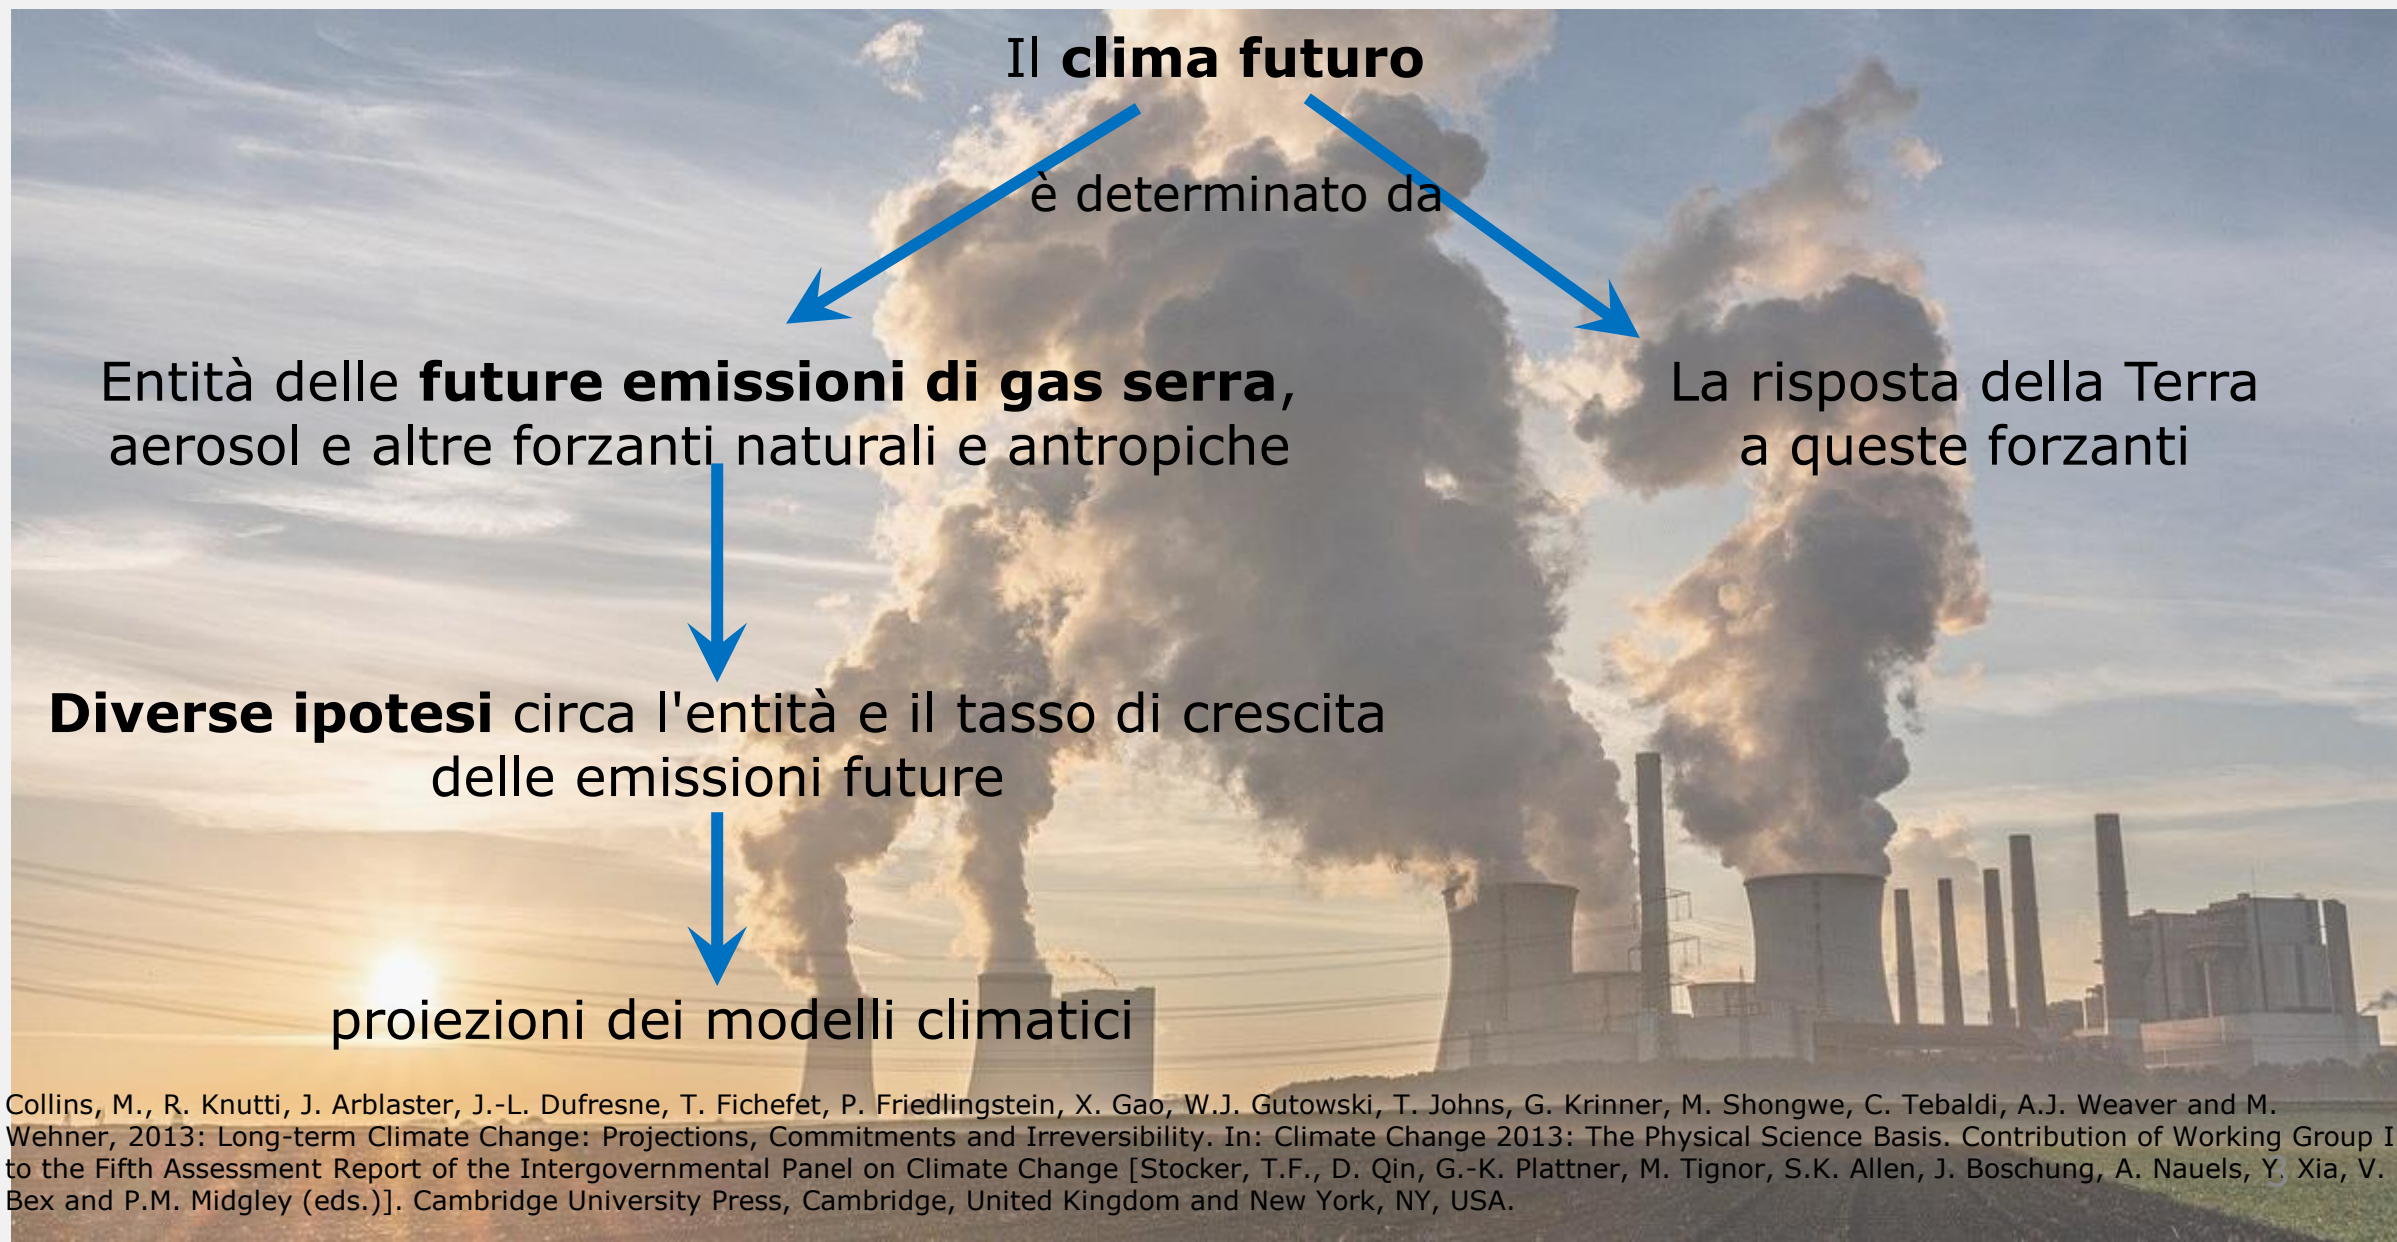 Il clima futuro
è determinato da
Entità delle future emissioni di gas serra,
aerosol e altre forzanti naturali e antropiche
La risposta della Terra
a queste forzanti
Diverse ipotesi circa l'entità e il tasso di crescita
delle emissioni future
proiezioni dei modelli climatici
Collins, M., R. Knutti, J. Arblaster, J.-L. Dufresne, T. Fichefet, P. Friedlingstein, X. Gao, W.J. Gutowski, T. Johns, G. Krinner, M. Shongwe, C. Tebaldi, A.J. Weaver and M.
Wehner, 2013: Long-term Climate Change: Projections, Commitments and Irreversibility. In: Climate Change 2013: The Physical Science Basis. Contribution of Working Group I
to the Fifth Assessment Report of the Intergovernmental Panel on Climate Change [Stocker, T.F., D. Qin, G.-K. Plattner, M. Tignor, S.K. Allen, J. Boschung, A. Nauels, Y. Xia, V.
Bex and P.M. Midgley (eds.)]. Cambridge University Press, Cambridge, United Kingdom and New York, NY, USA.